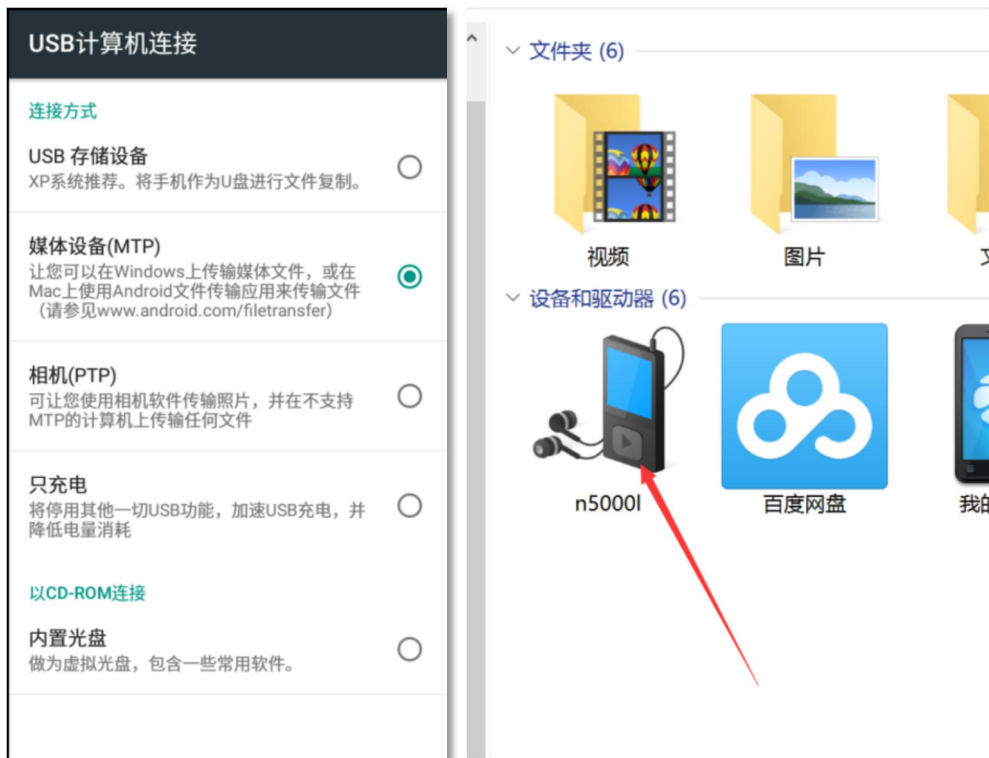 USB计算机连接
连接方式
USB 存储设备
XP系统推荐。将手机作为U盘进行文件复制。
媒体设备(MTP)
让您可以在Windows上传输媒体文件，或在
Mac上使用Android文件传输应用来传输文件
（请参见www.android.com/filetransfer）
相机(PTP)
可让您使用相机软件传输照片，并在不支持
MTP的计算机上传输任何文件
只充电
将停用其他一切USB功能，加速USB充电，并
降低电量消耗
以CD-ROM连接
内置光盘
做为虚拟光盘，包含一些常用软件。
文件夹 (6)
视频
图片
设备和驱动器 (6)
n5000l
百度网盘
我的